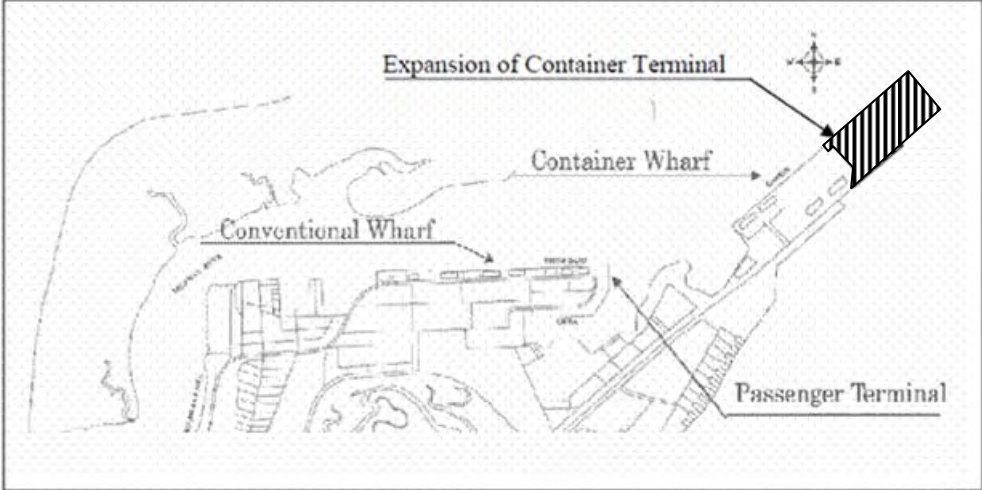 N
W E
S
Expansion of Container Terminal
Container Wharf
Conventional Wharf
Passenger Terminal